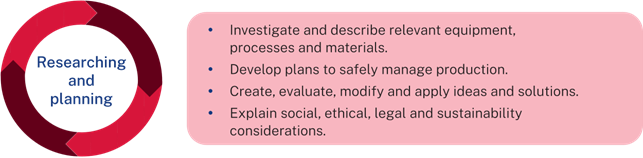 Researching
and
planning
• Investigate and describe relevant equipment,
processes and materials.
• Develop plans to safely manage production.
• Create, evaluate, modify and apply ideas and solutions.
• Explain social, ethical, legal and sustainability
considerations.